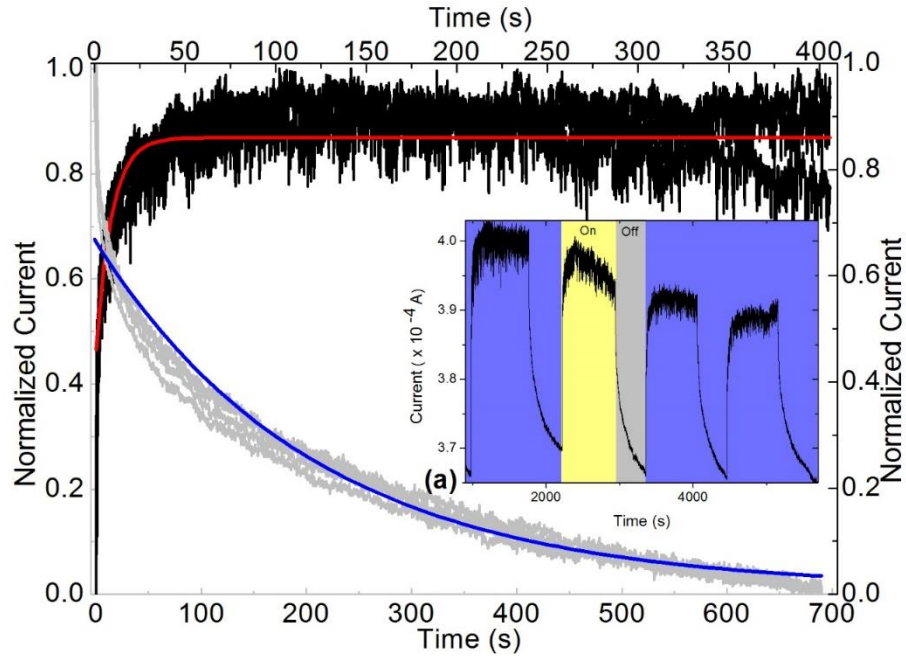 Time (s)
0 50 100 150 200 250 300 350 400
1.0 1.0
0.8 0.8
0.6 0.6
0.4 0.4
0.2 0.2
0.0 0.0
Normalized Current
Normalized Current
On Off
4.0
3.9
3.8
3.7
Current ( x 10⁻⁴ A)
(a)
2000 4000
Time (s)
0 100 200 300 400 500 600 700
Time (s)